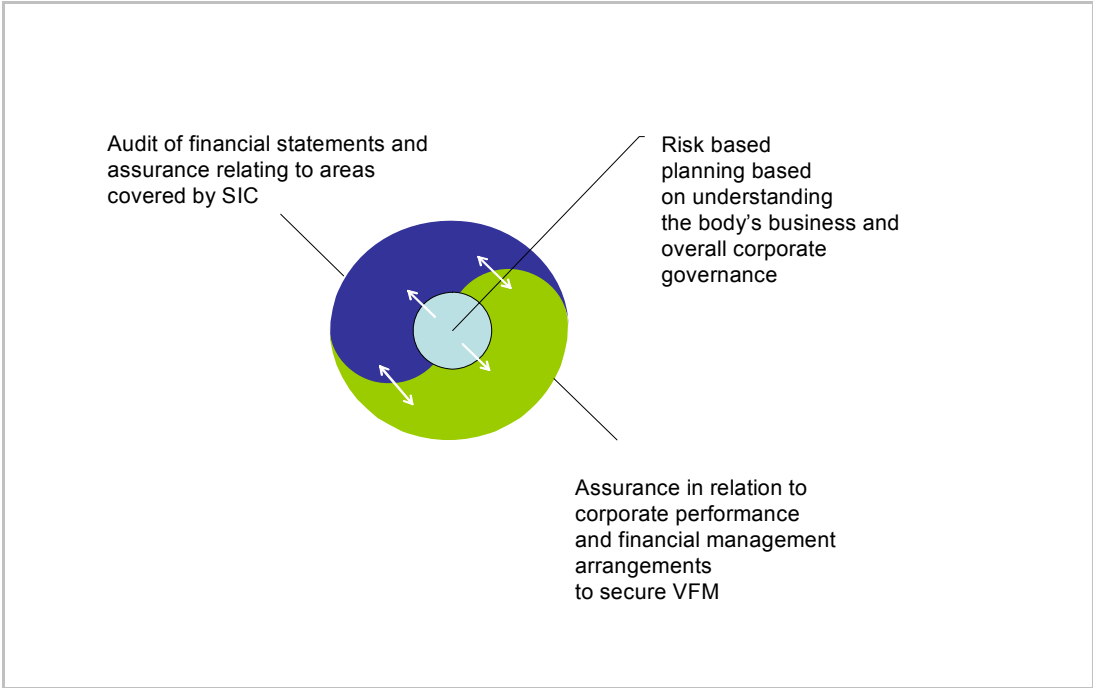 Audit of financial statements and
assurance relating to areas
covered by SIC
Risk based
planning based
on understanding
the body’s business and
overall corporate
governance
Assurance in relation to
corporate performance
and financial management
arrangements
to secure VFM